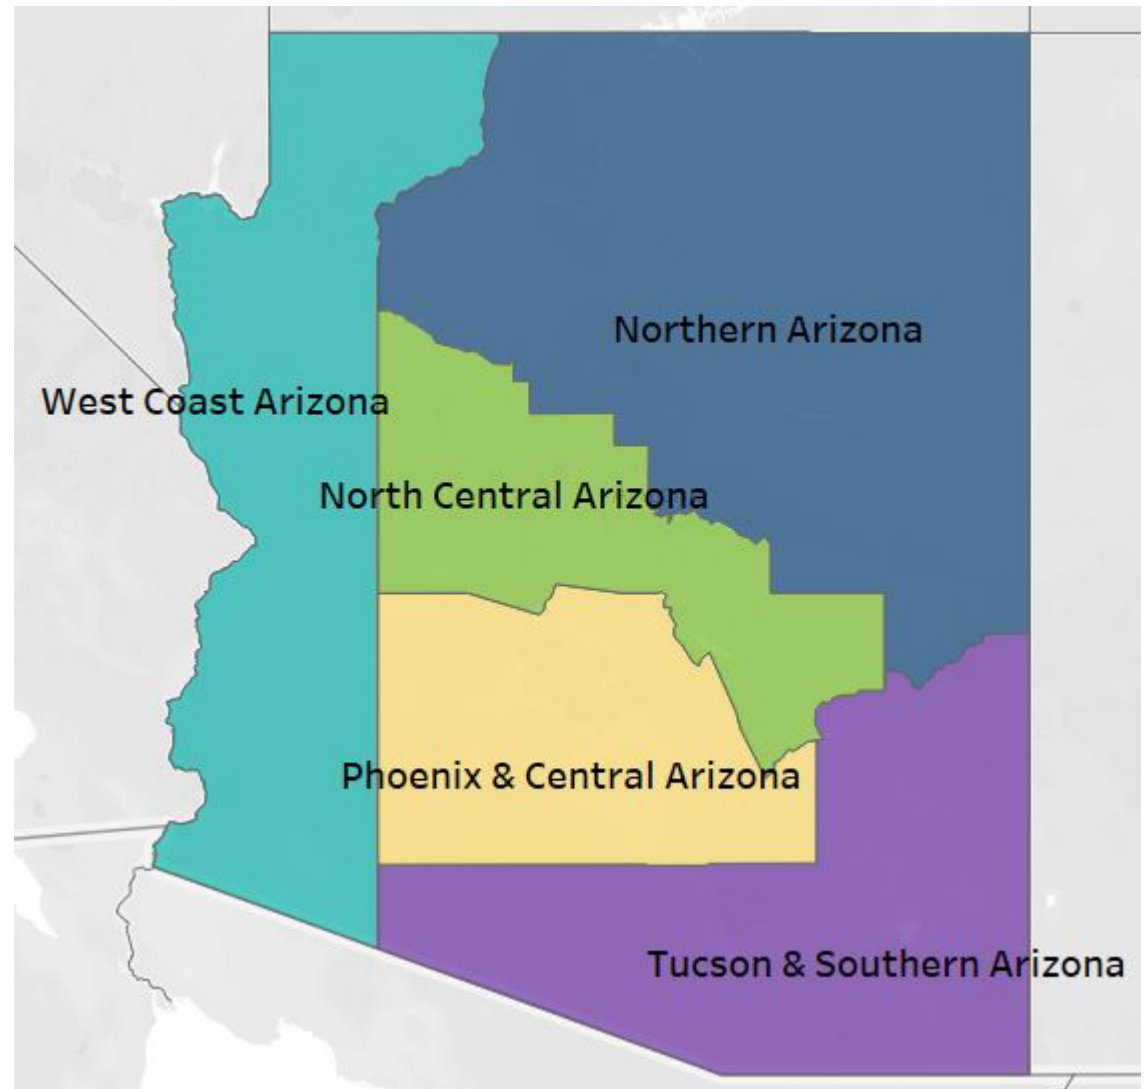 Northern Arizona
West Coast Arizona
North Central Arizona
Phoenix & Central Arizona
Tucson & Southern Arizona